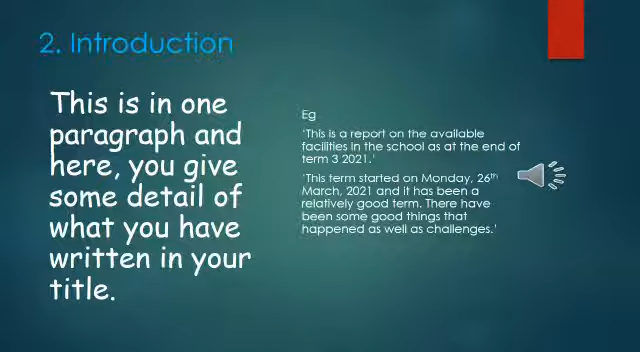 2. Introduction
This is in one
paragraph and
here, you give
some detail of
what you have
written in your
title.
Eg
'This is a report on the available
facilities in the school as at the end of
term 3 2021.'
'This term started on Monday, 26th
March, 2021 and it has been a
relatively good term. There have
been some good things that
happened as well as challenges.'